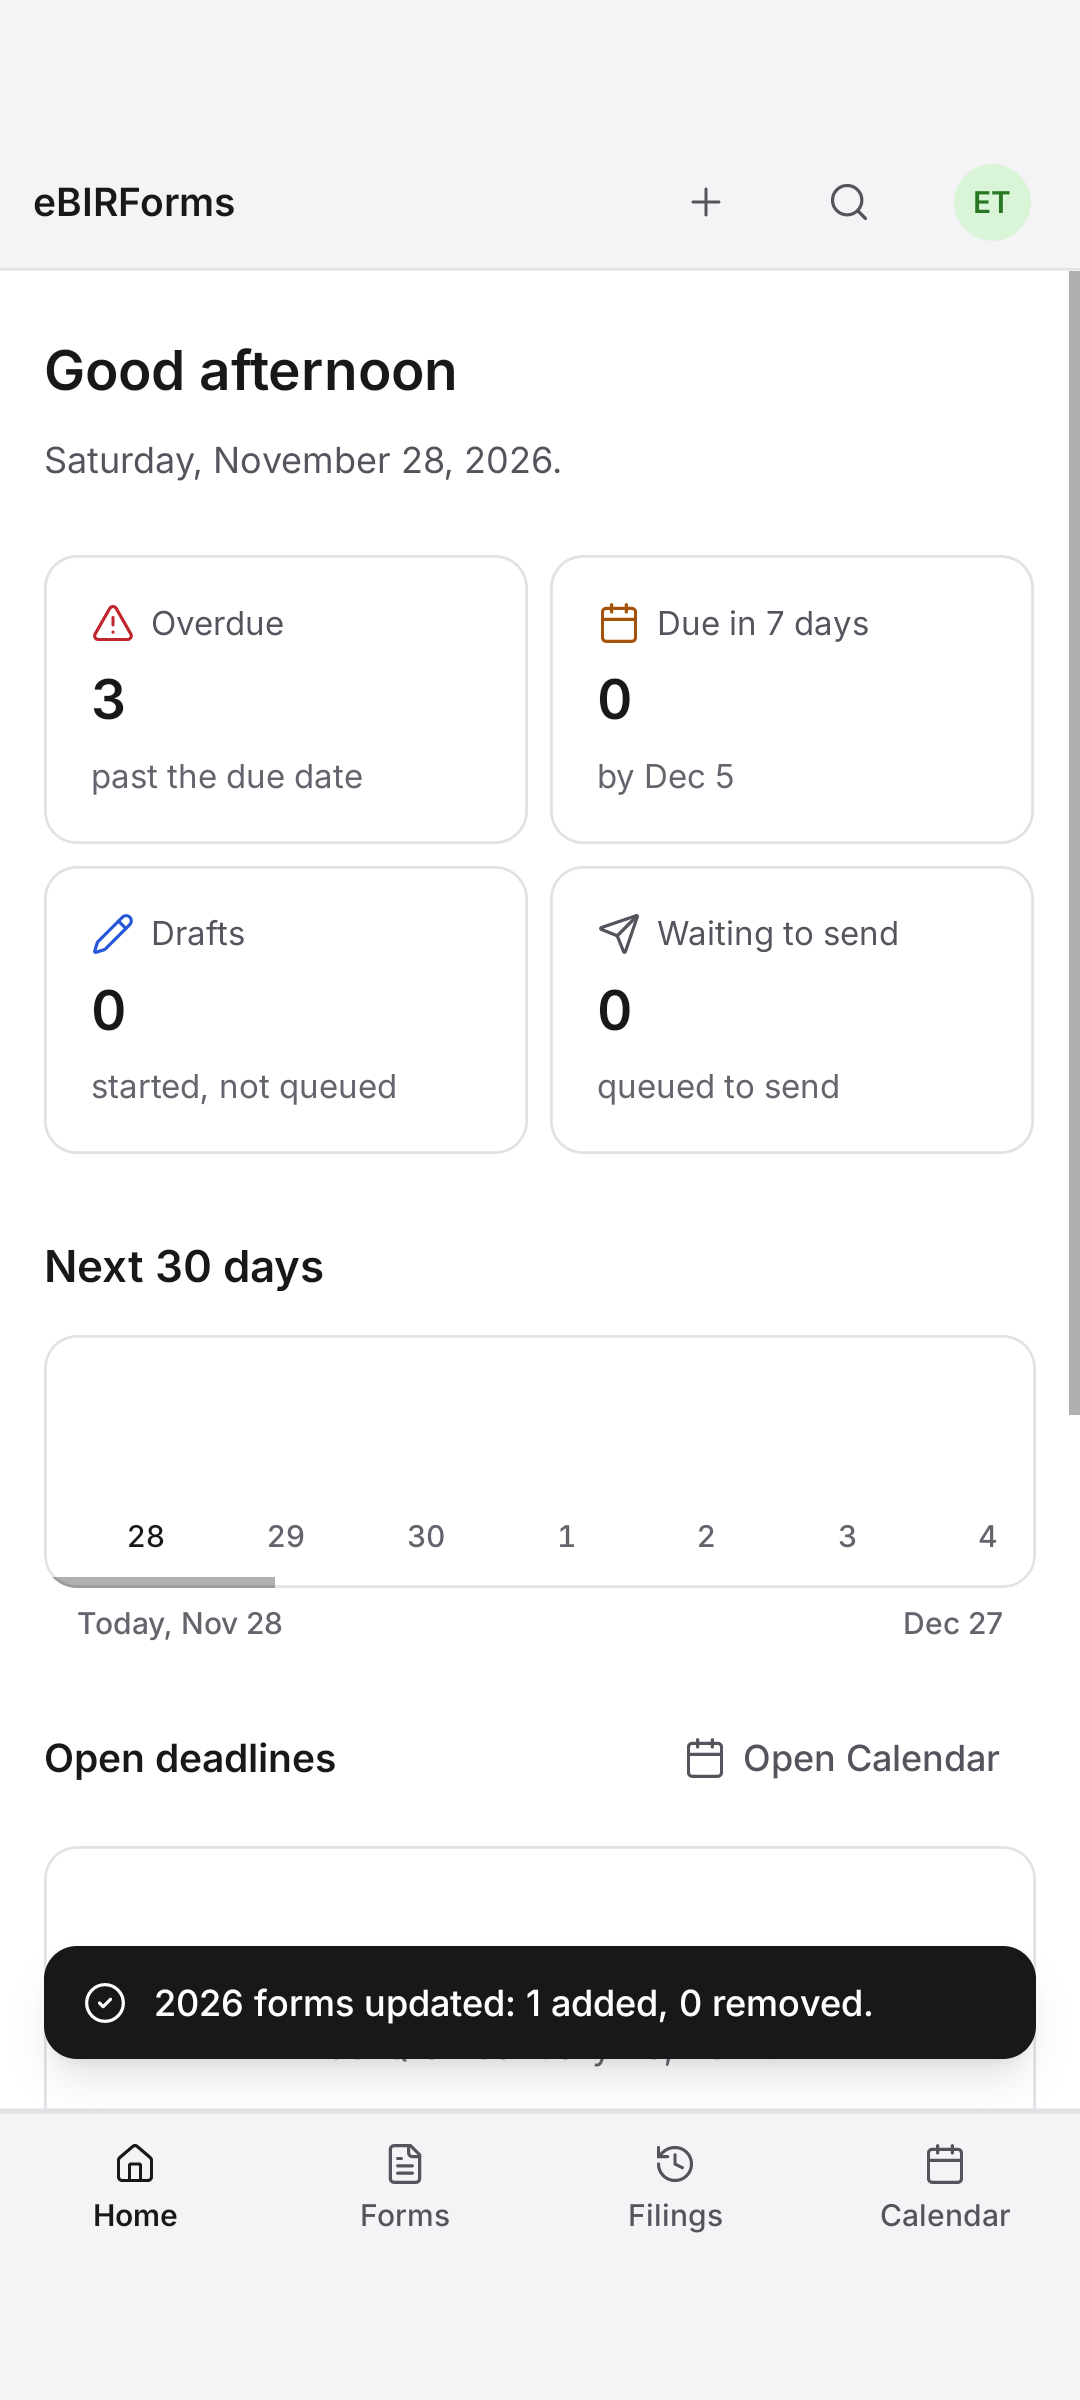 eBIRForms
ET
Good afternoon
Saturday, November 28, 2026.
Overdue
3
past the due date
Due in 7 days
0
by Dec 5
Drafts
0
started, not queued
Waiting to send
0
queued to send
Next 30 days
28 29 30 1 2 3 4
Today, Nov 28 Dec 27
Open deadlines
Open Calendar
2026 forms updated: 1 added, 0 removed.
Home
Forms
Filings
Calendar